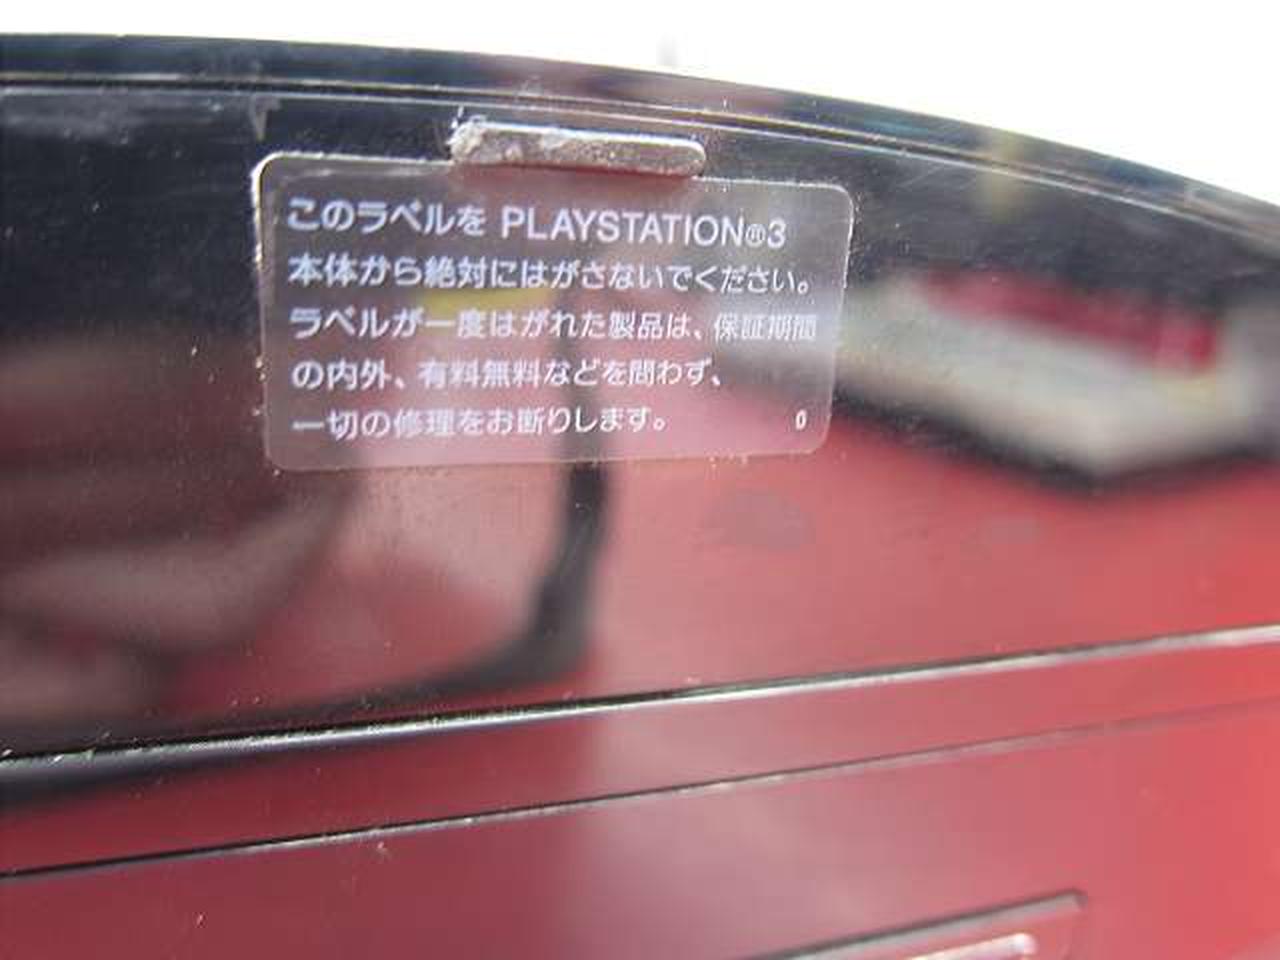 このラベルを PLAYSTATION®3
本体から絶対にはがさないでください。
ラベルが一度はがれた製品は、保証期間
の内外、有料無料などを問わず、
一切の修理をお断りします。 0